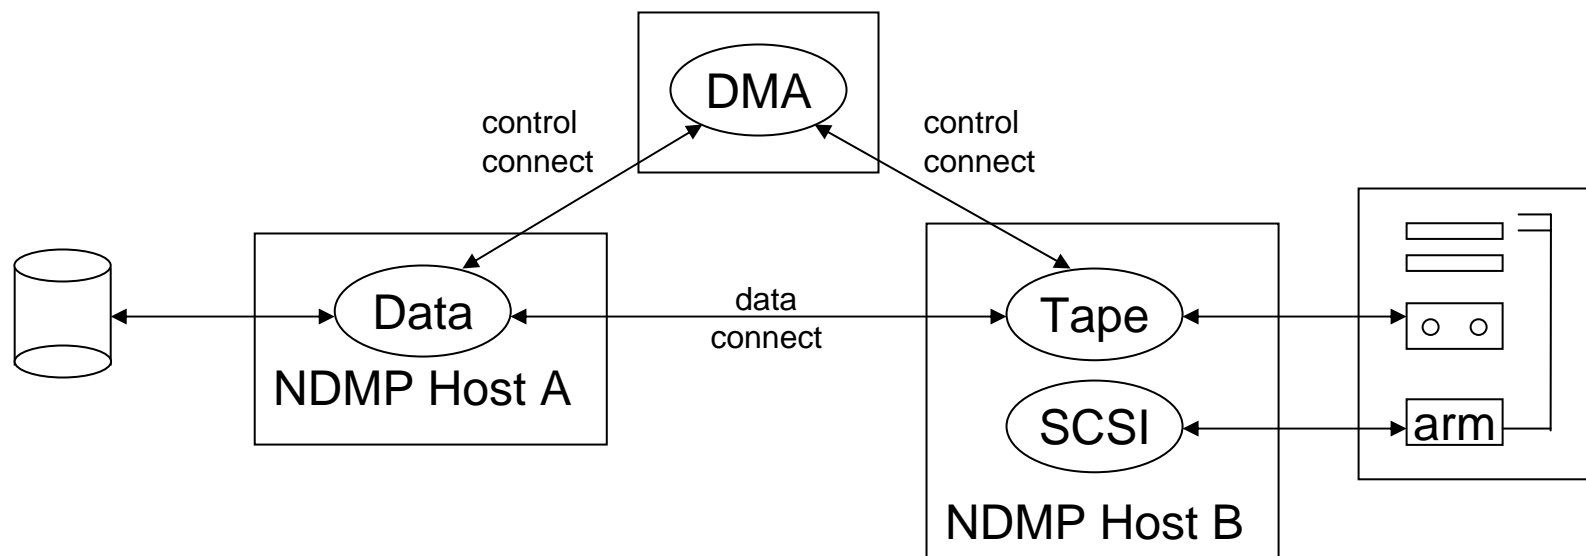 DMA
control
connect
control
connect
Data
data
connect
Tape
NDMP Host A
SCSI
arm
NDMP Host B